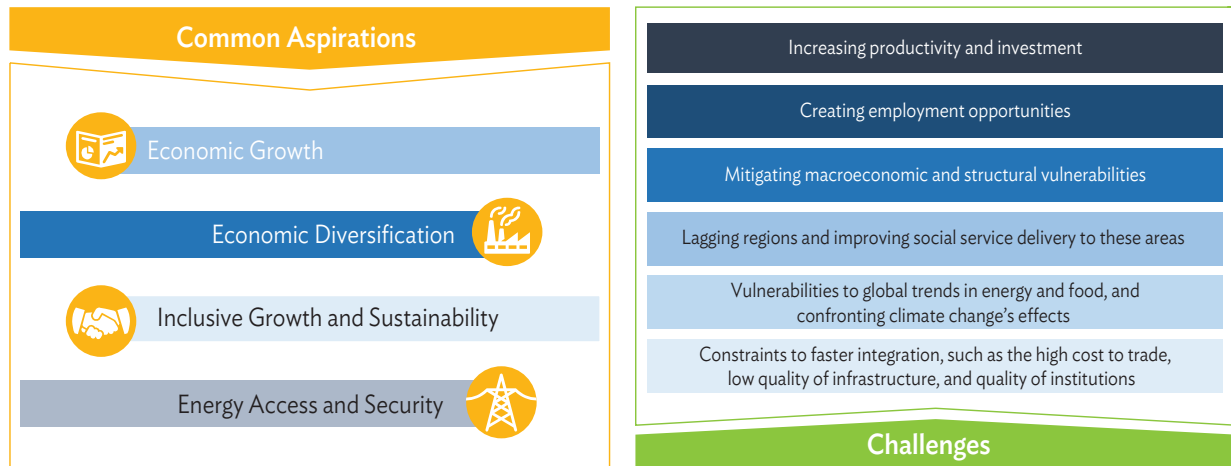 Common Aspirations
Economic Growth
Economic Diversification
Inclusive Growth and Sustainability
Energy Access and Security
Increasing productivity and investment
Creating employment opportunities
Mitigating macroeconomic and structural vulnerabilities
Lagging regions and improving social service delivery to these areas
Vulnerabilities to global trends in energy and food, and
confronting climate change’s effects
Constraints to faster integration, such as the high cost to trade,
low quality of infrastructure, and quality of institutions
Challenges